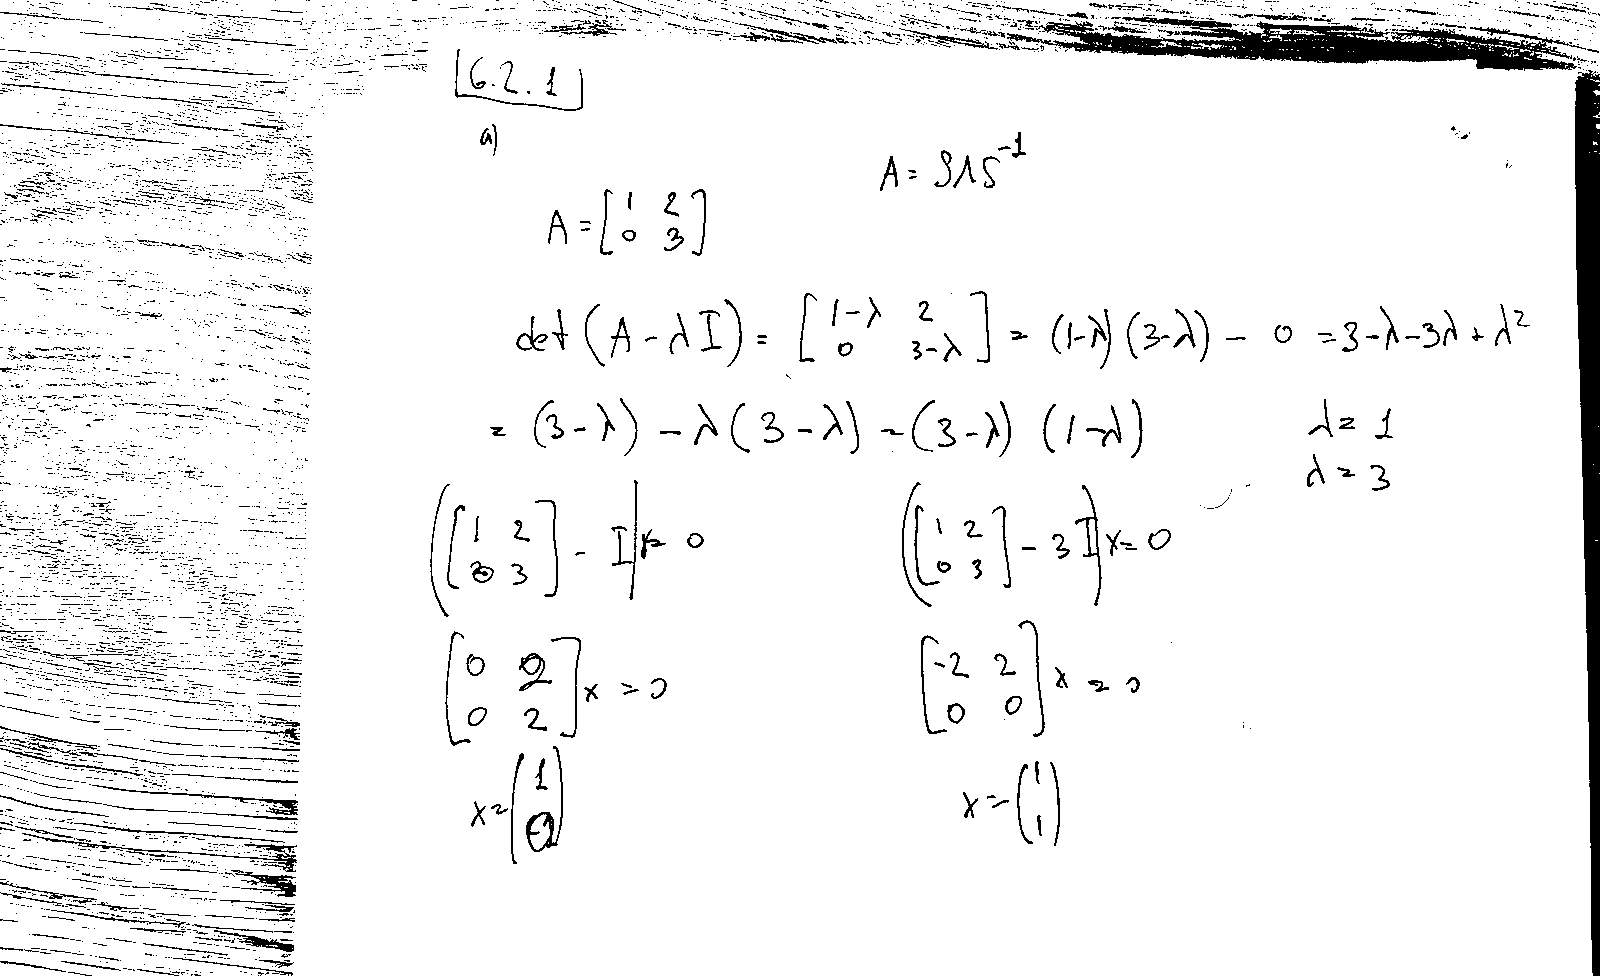 6.2.1
a)
A = SΛS⁻¹
A = [1 2; 0 3]
det(A - λI) = [1-λ 2; 0 3-λ] = (1-λ)(3-λ) - 0 = 3-λ-3λ+λ²
= (3-λ) - λ(3-λ) = (3-λ)(1-λ) λ = 1
λ = 3
([1 2; 0 3] - I)x = 0 ([1 2; 0 3] - 3I)x = 0
[0 2; 0 2]x = 0 [-2 2; 0 0]x = 0
x = (1; 0) x = (1; 1)